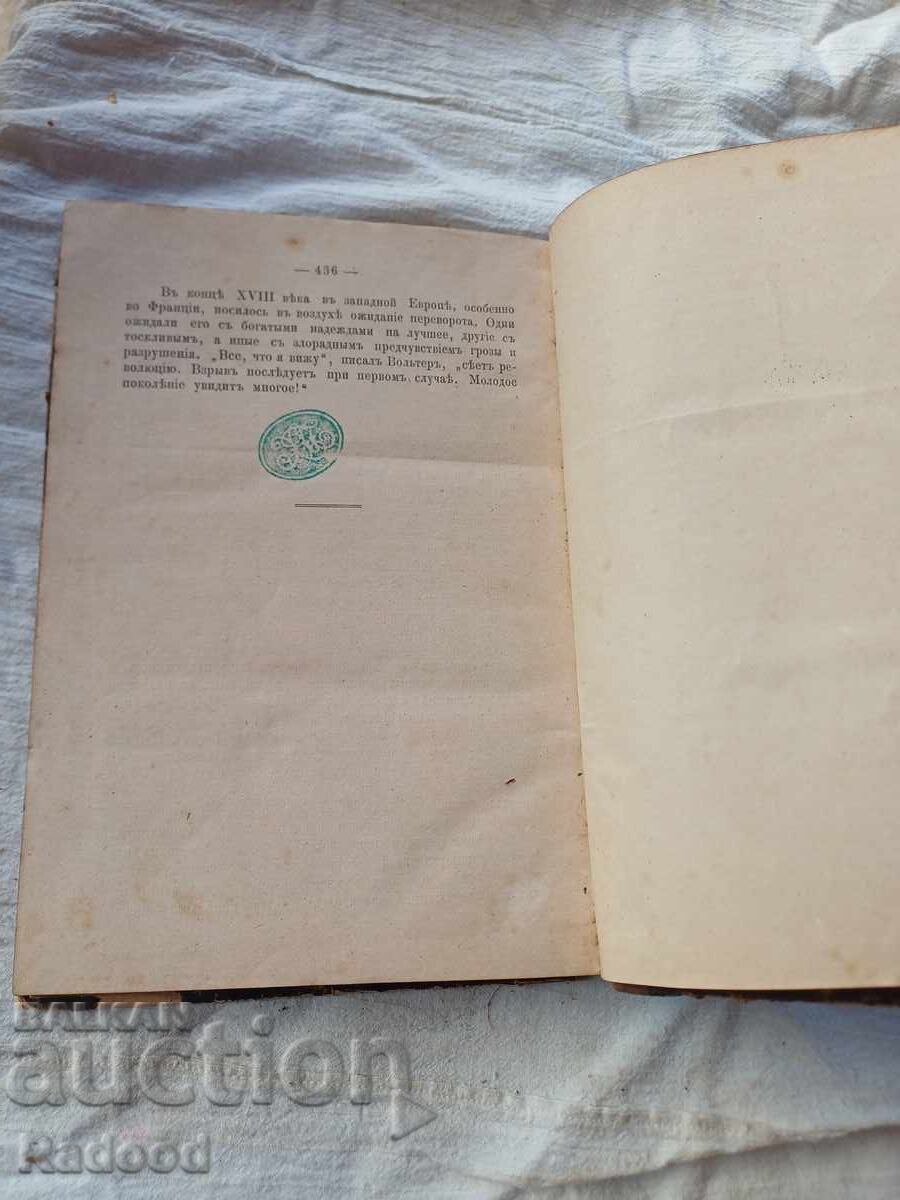 — 436 —
Въ концѣ XVIII вѣка въ западной Европѣ, особенно
во Франціи, носилось въ воздухѣ ожиданіе переворота. Одни
ожидали его съ богатыми надеждами на лучшее, другіе съ
тоскливымъ, а иные съ злораднымъ предчувствіемъ грозы и
разрушенія. „Все, что я вижу“, писалъ Вольтеръ, „сѣетъ ре-
волюцію. Взрывъ послѣдуетъ при первомъ случаѣ. Молодое
поколѣніе увидитъ многое!“
BALKAN
auction
Radood